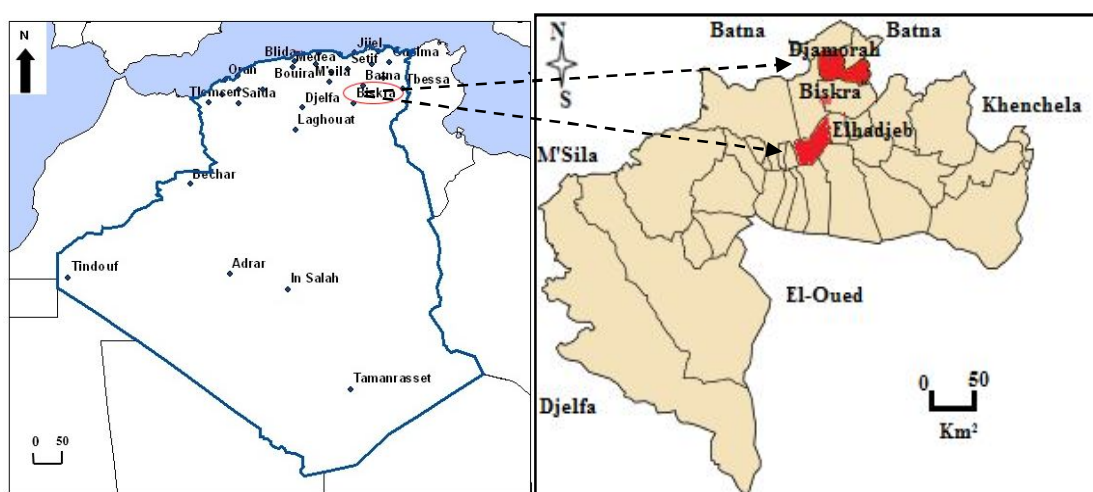 N
Blida
Medea
Jijel
Guelma
Setif
Bouira
M'sila
Batna
Tbessa
Oran
Tlemcen
Saida
Djelfa
Biskra
Laghouat
Bechar
Tindouf
Adrar
In Salah
Tamanrasset
0 50
N
S
Batna
Batna
Djamorah
Biskra
Khenchela
Elhadjeb
M'Sila
El-Oued
Djelfa
0 50
Km²